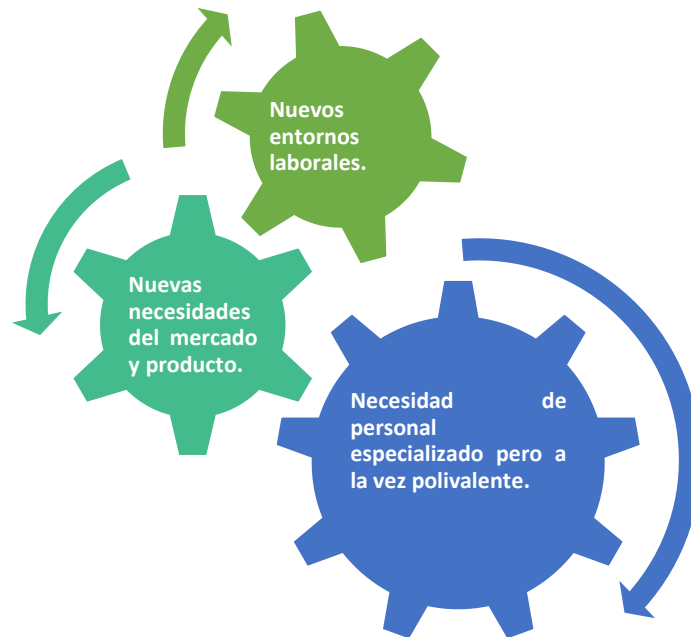 Nuevos
entornos
laborales.
Nuevas
necesidades
del mercado
y producto.
Necesidad de
personal
especializado pero a
la vez polivalente.